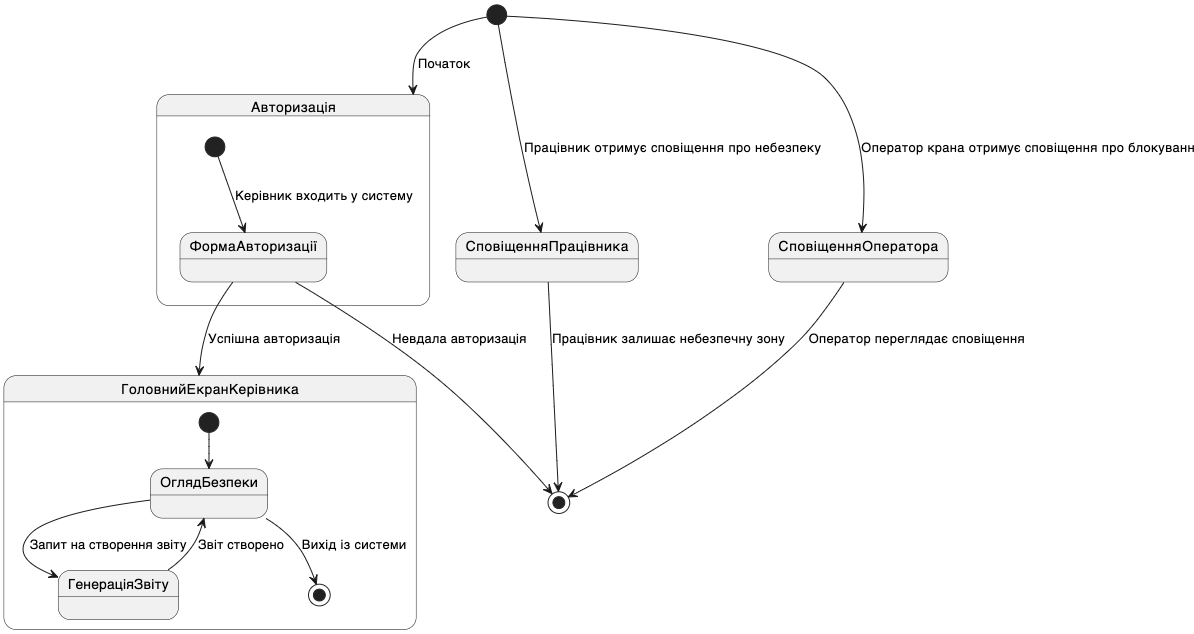 Початок
Авторизація
Працівник отримує сповіщення про небезпеку
Оператор крана отримує сповіщення про блокуванн
Керівник входить у систему
ФормаАвторизації
СповіщенняПрацівника
СповіщенняОператора
Успішна авторизація
Невдала авторизація
Працівник залишає небезпечну зону
Оператор переглядає сповіщення
ГоловнийЕкранКерівника
ОглядБезпеки
Запит на створення звіту
Звіт створено
Вихід із системи
ГенераціяЗвіту